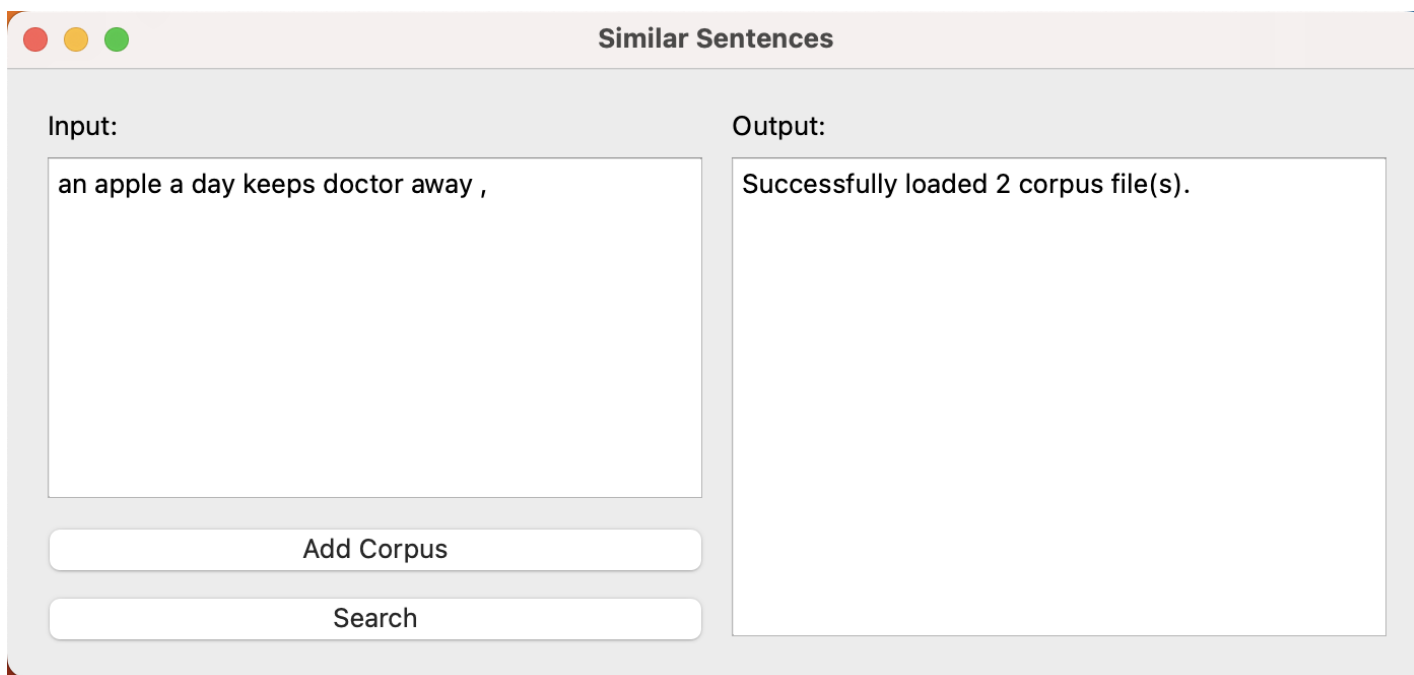 Similar Sentences
Input:
an apple a day keeps doctor away ,
Add Corpus
Search
Output:
Successfully loaded 2 corpus file(s).